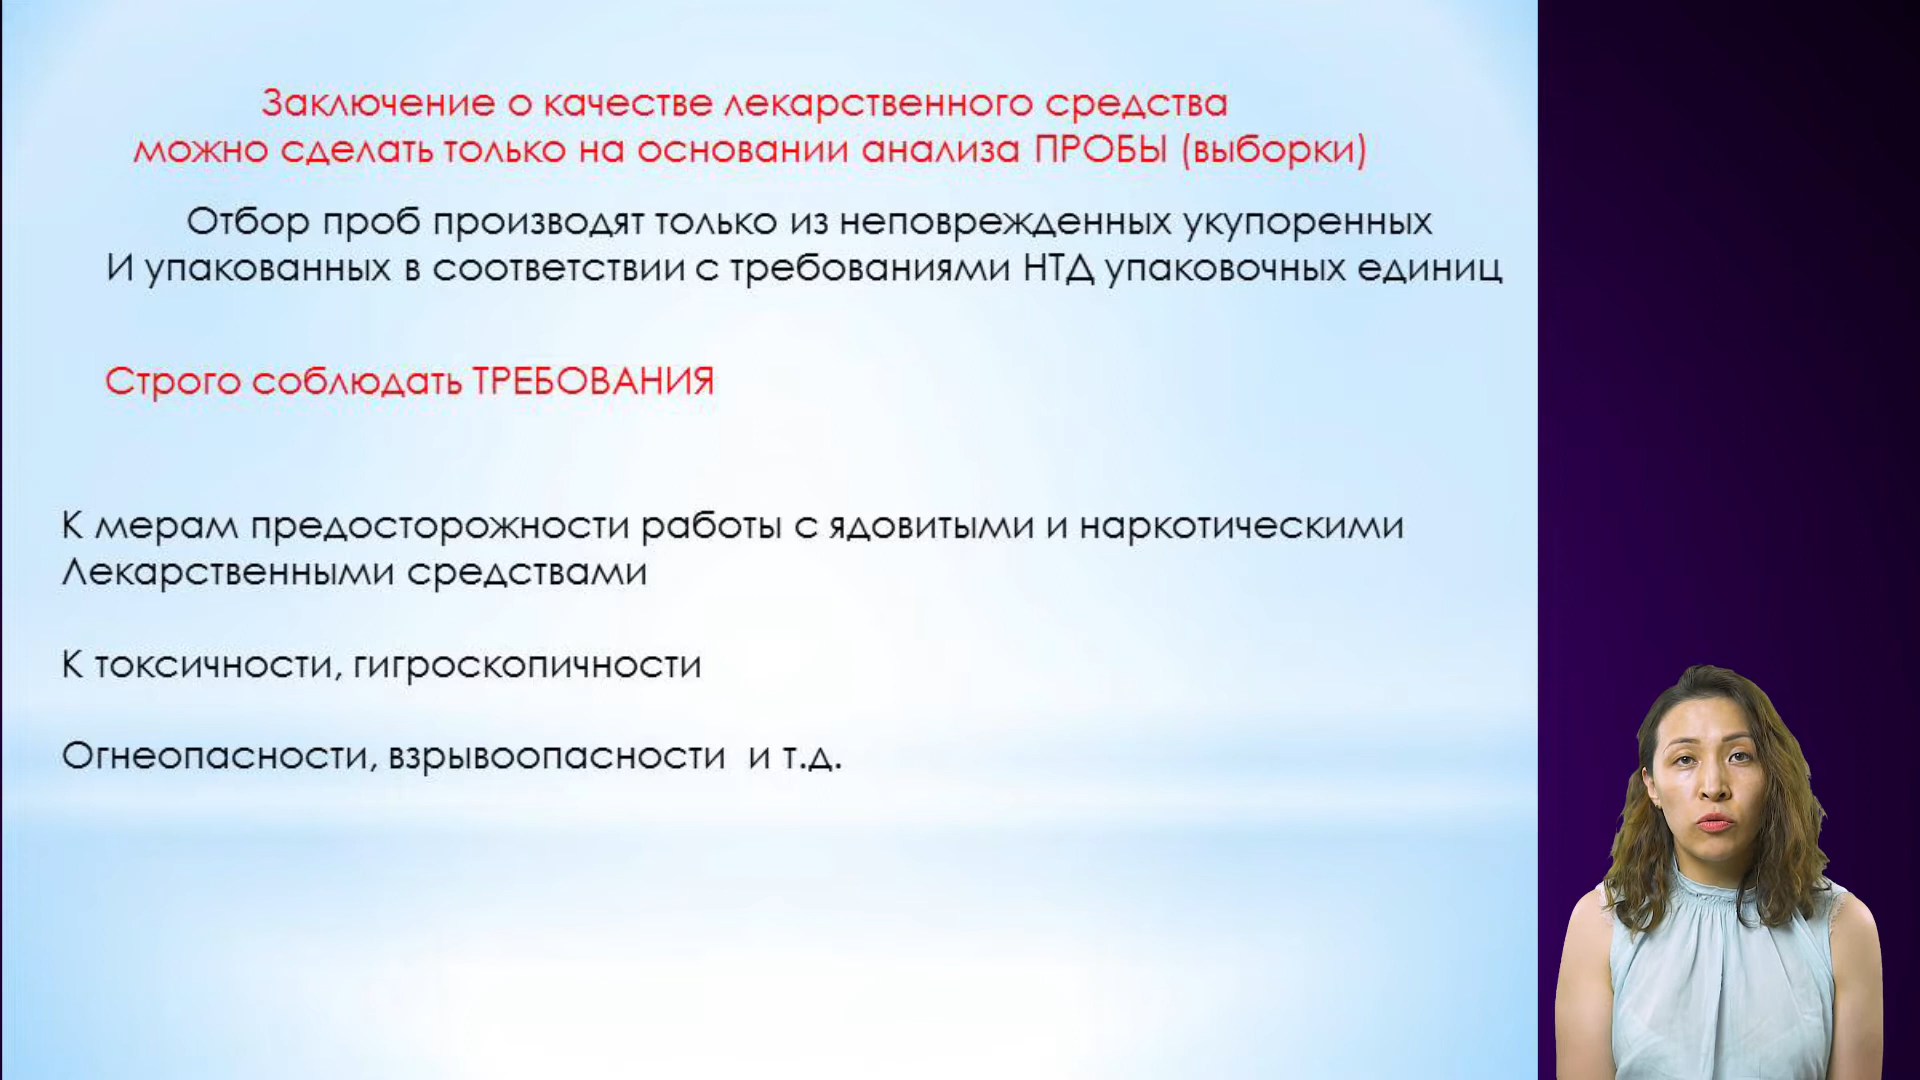 Заключение о качестве лекарственного средства
можно сделать только на основании анализа ПРОБЫ (выборки)
Отбор проб производят только из неповрежденных укупоренных
И упакованных в соответствии с требованиями НТД упаковочных единиц
Строго соблюдать ТРЕБОВАНИЯ
К мерам предосторожности работы с ядовитыми и наркотическими
Лекарственными средствами
К токсичности, гигроскопичности
Огнеопасности, взрывоопасности и т.д.